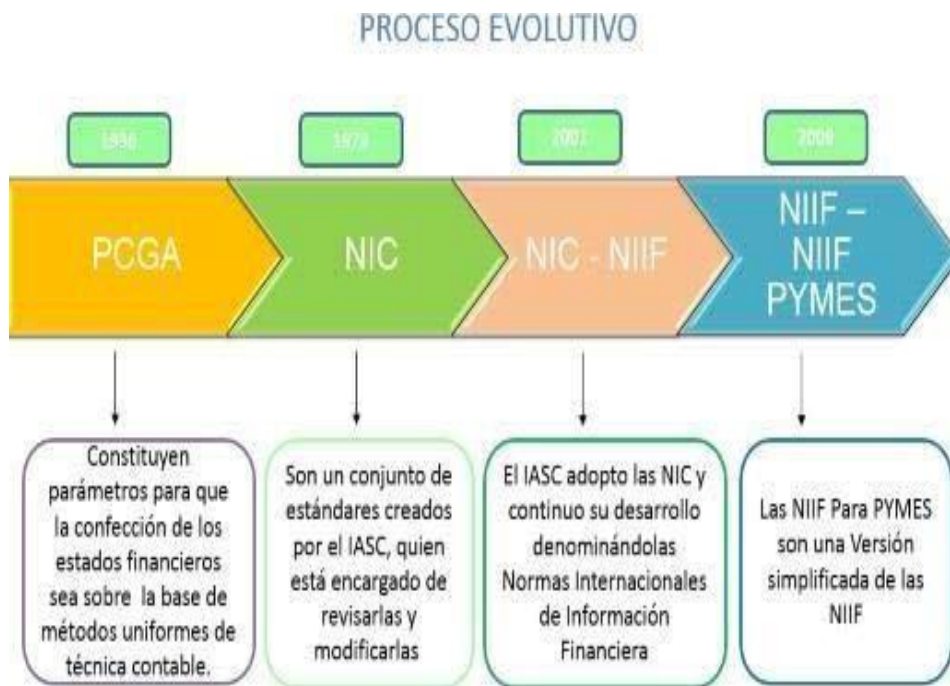 PROCESO EVOLUTIVO
2001
PCGA
NIC
NIC - NIIF
NIIF –
NIIF
PYMES
Constituyen
parámetros para que
la confección de los
estados financieros
sea sobre la base de
métodos uniformes de
técnica contable.
Son un conjunto de
estándares creados
por el IASC, quien
está encargado de
revisarlas y
modificarlas
El IASC adopto las NIC y
continuo su desarrollo
denominándolas
Normas Internacionales
de Información
Financiera
Las NIIF Para PYMES
son una Versión
simplificada de las
NIIF